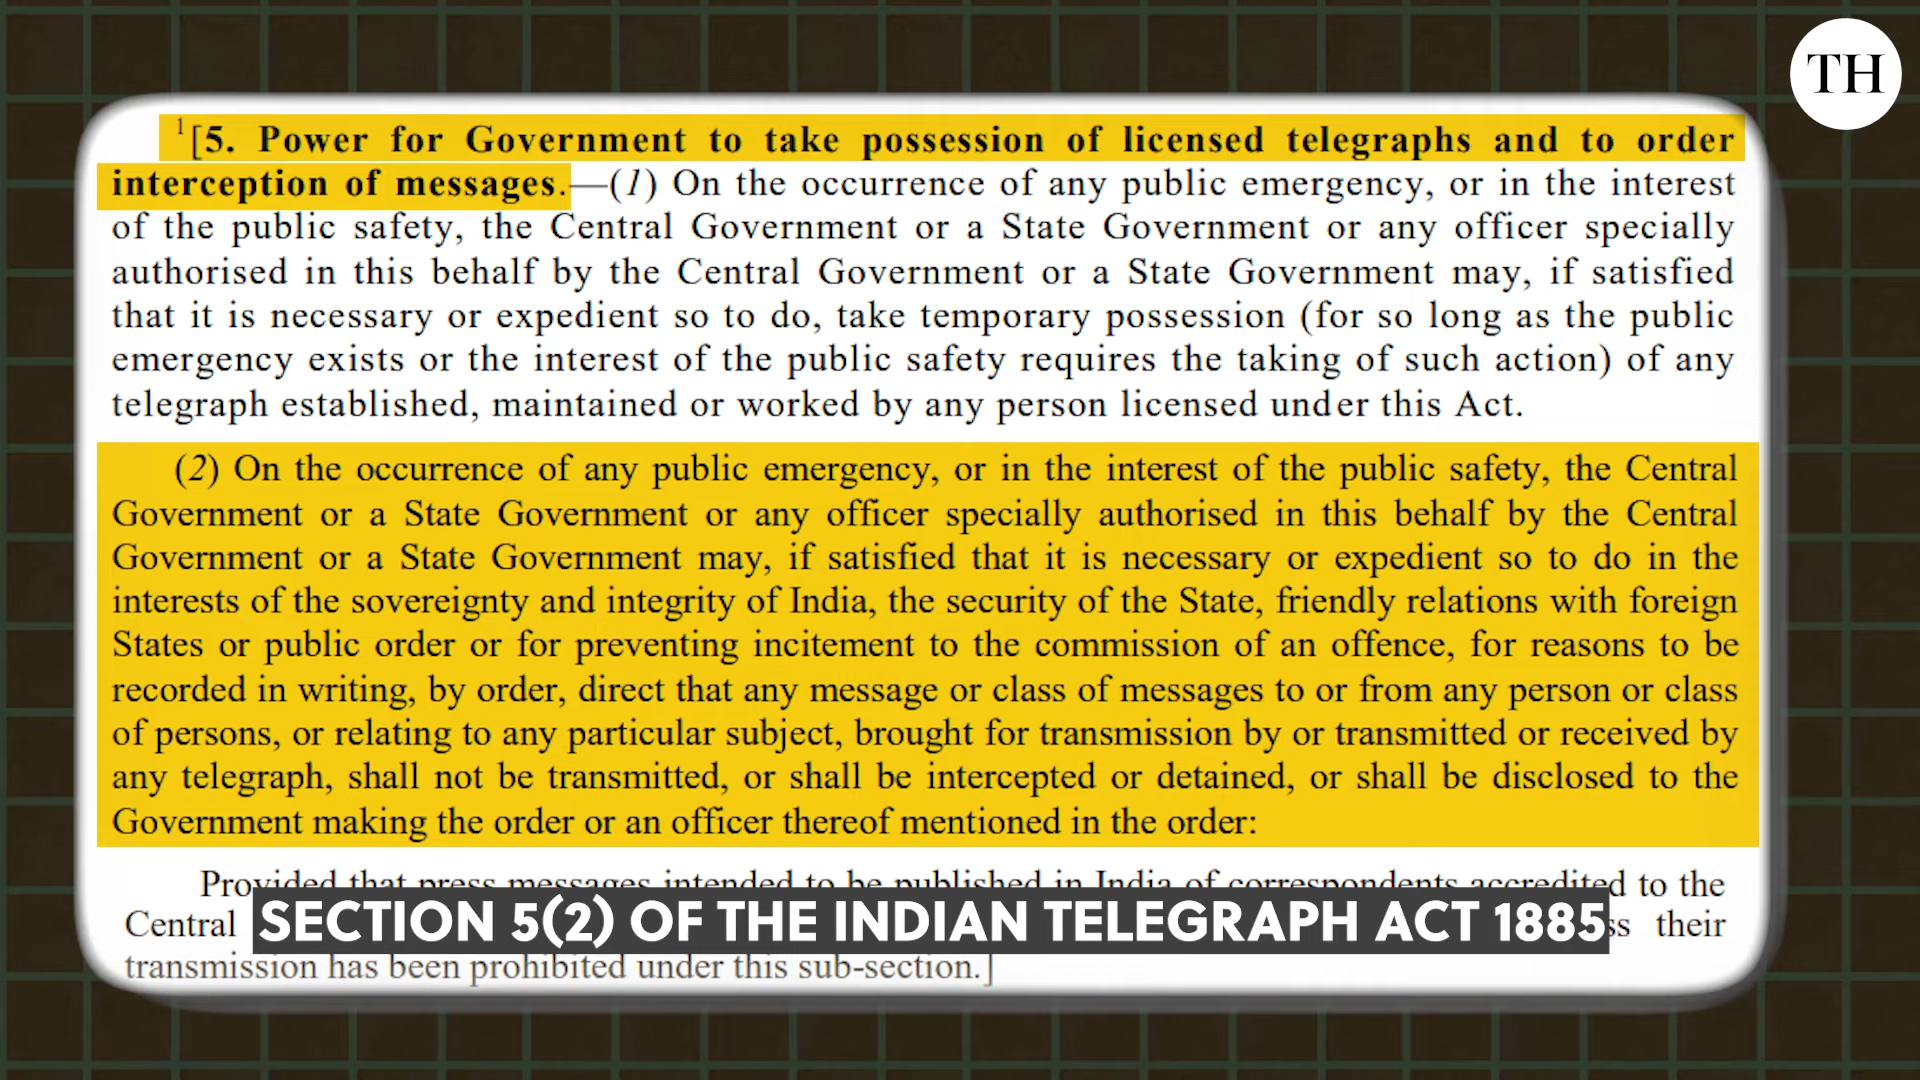 TH
1[5. Power for Government to take possession of licensed telegraphs and to order
interception of messages.—(1) On the occurrence of any public emergency, or in the interest
of the public safety, the Central Government or a State Government or any officer specially
authorised in this behalf by the Central Government or a State Government may, if satisfied
that it is necessary or expedient so to do, take temporary possession (for so long as the public
emergency exists or the interest of the public safety requires the taking of such action) of any
telegraph established, maintained or worked by any person licensed under this Act.
(2) On the occurrence of any public emergency, or in the interest of the public safety, the Central
Government or a State Government or any officer specially authorised in this behalf by the Central
Government or a State Government may, if satisfied that it is necessary or expedient so to do in the
interests of the sovereignty and integrity of India, the security of the State, friendly relations with foreign
States or public order or for preventing incitement to the commission of an offence, for reasons to be
recorded in writing, by order, direct that any message or class of messages to or from any person or class
of persons, or relating to any particular subject, brought for transmission by or transmitted or received by
any telegraph, shall not be transmitted, or shall be intercepted or detained, or shall be disclosed to the
Government making the order or an officer thereof mentioned in the order:
Provided that press messages intended to be published in India of correspondents accredited to the
Central their
SECTION 5(2) OF THE INDIAN TELEGRAPH ACT 1885
transmission has been prohibited under this sub-section.]